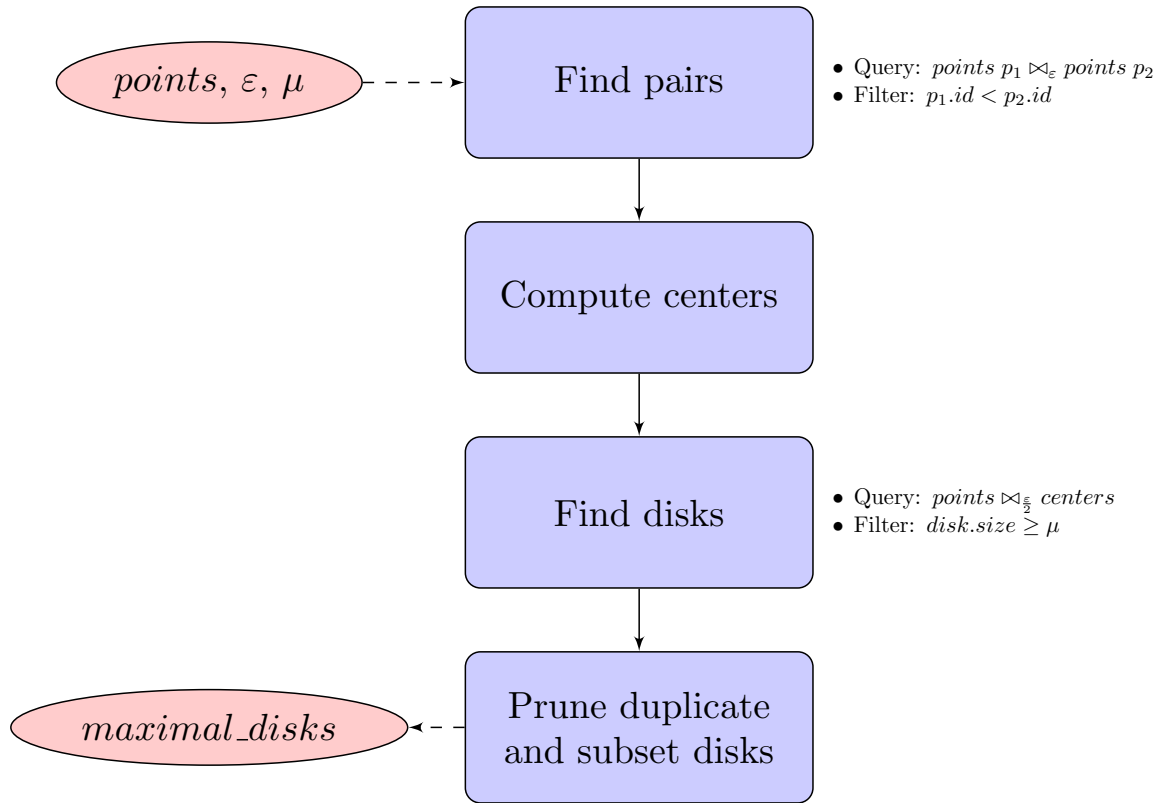 points, ε, μ
Find pairs
• Query: points p₁ ⋈_ε points p₂
• Filter: p₁.id < p₂.id
Compute centers
Find disks
• Query: points ⋈_{ε/2} centers
• Filter: disk.size ≥ μ
maximal_disks
Prune duplicate
and subset disks